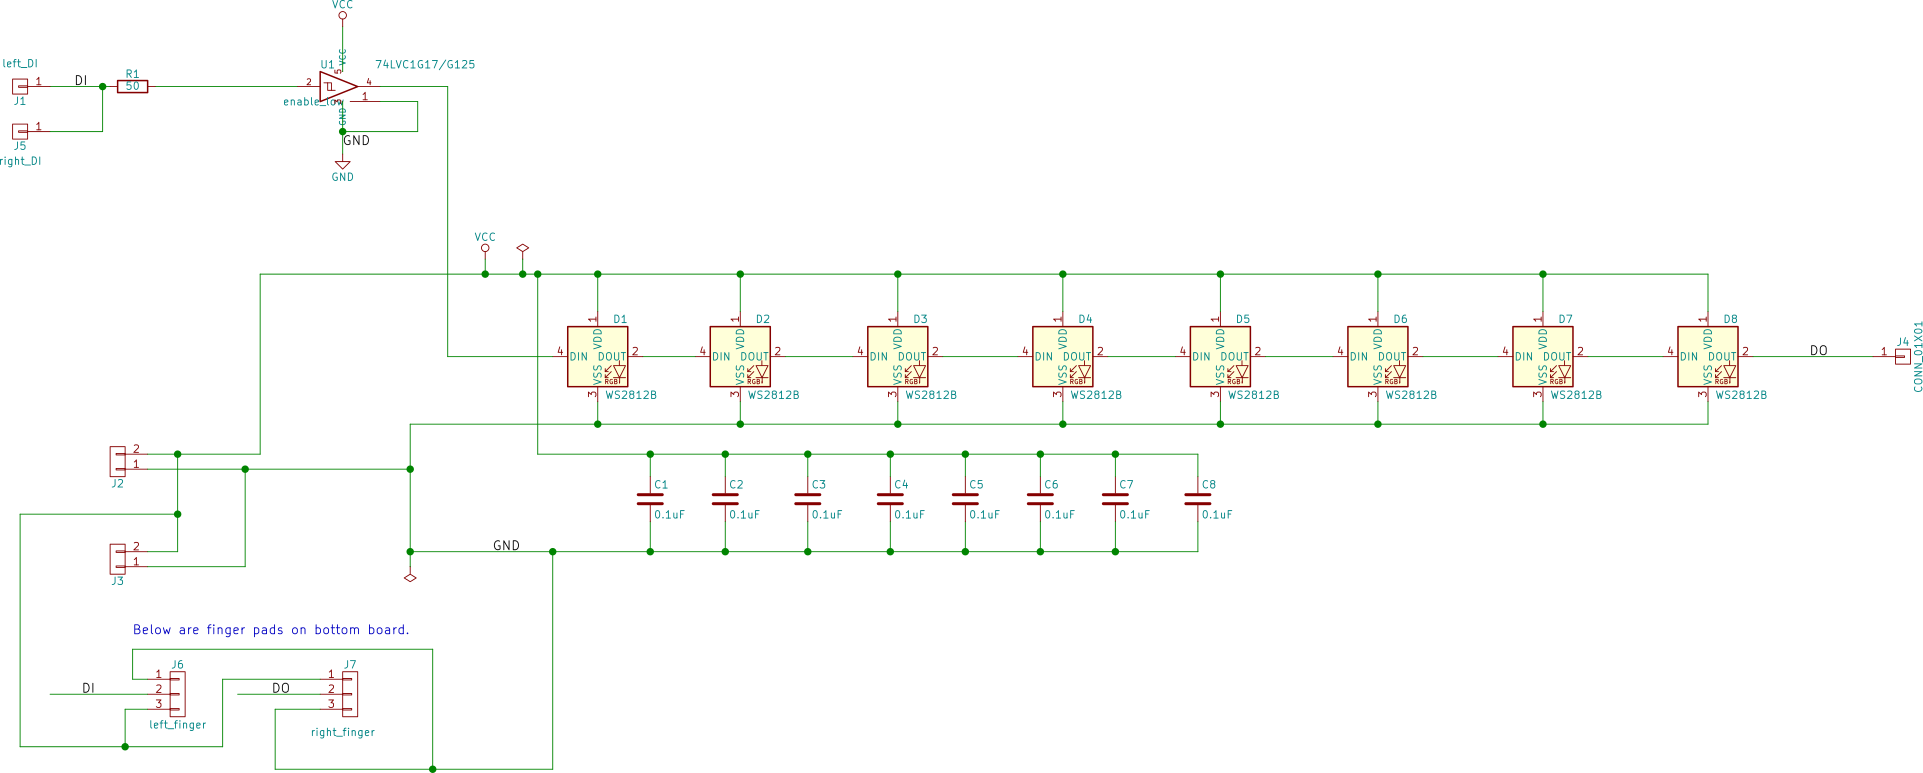 VCC
left_DI
U1
VCC
5
74LVC1G17/G125
1
DI
R1
50
2
4
J1
enable_low
3
1
GND
1
J5
GND
right_DI
GND
VCC
1
D1
1
D2
1
D3
1
D4
1
D5
1
D6
1
D7
1
D8
4 DIN VDD DOUT 2
VSS RGB
4 DIN VDD DOUT 2
VSS RGB
4 DIN VDD DOUT 2
VSS RGB
4 DIN VDD DOUT 2
VSS RGB
4 DIN VDD DOUT 2
VSS RGB
4 DIN VDD DOUT 2
VSS RGB
4 DIN VDD DOUT 2
VSS RGB
4 DIN VDD DOUT 2
VSS RGB
DO
1
J4
CONN_01X01
3 WS2812B
3 WS2812B
3 WS2812B
3 WS2812B
3 WS2812B
3 WS2812B
3 WS2812B
3 WS2812B
2
1
J2
C1
0.1uF
C2
0.1uF
C3
0.1uF
C4
0.1uF
C5
0.1uF
C6
0.1uF
C7
0.1uF
C8
0.1uF
2
1
J3
GND
Below are finger pads on bottom board.
J6
1
DI
2
3
left_finger
J7
1
DO
2
3
right_finger